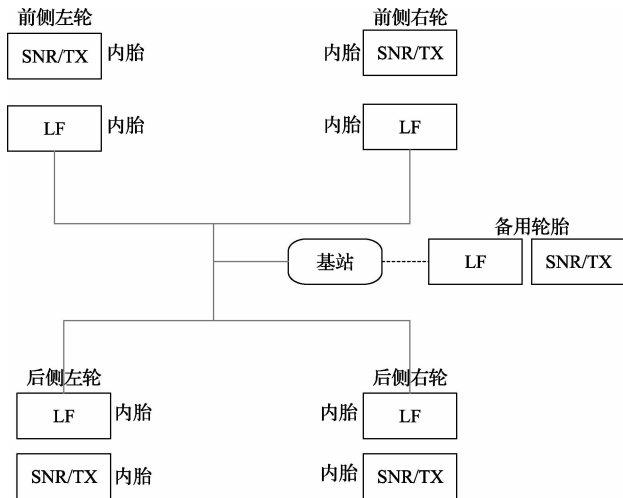 前侧左轮
前侧右轮
SNR/TX 内胎
内胎 SNR/TX
LF 内胎
内胎 LF
备用轮胎
基站
LF
SNR/TX
后侧左轮
后侧右轮
LF 内胎
内胎 LF
SNR/TX 内胎
内胎 SNR/TX